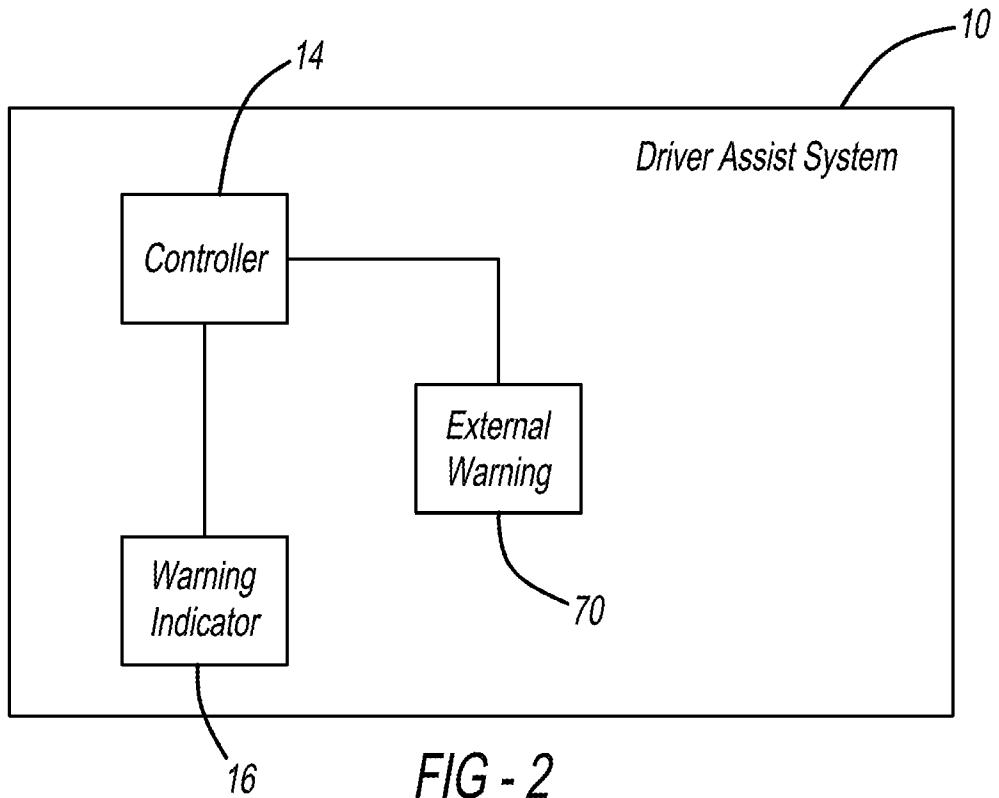 10
14
Driver Assist System
Controller
External
Warning
Warning
Indicator
70
16
FIG - 2